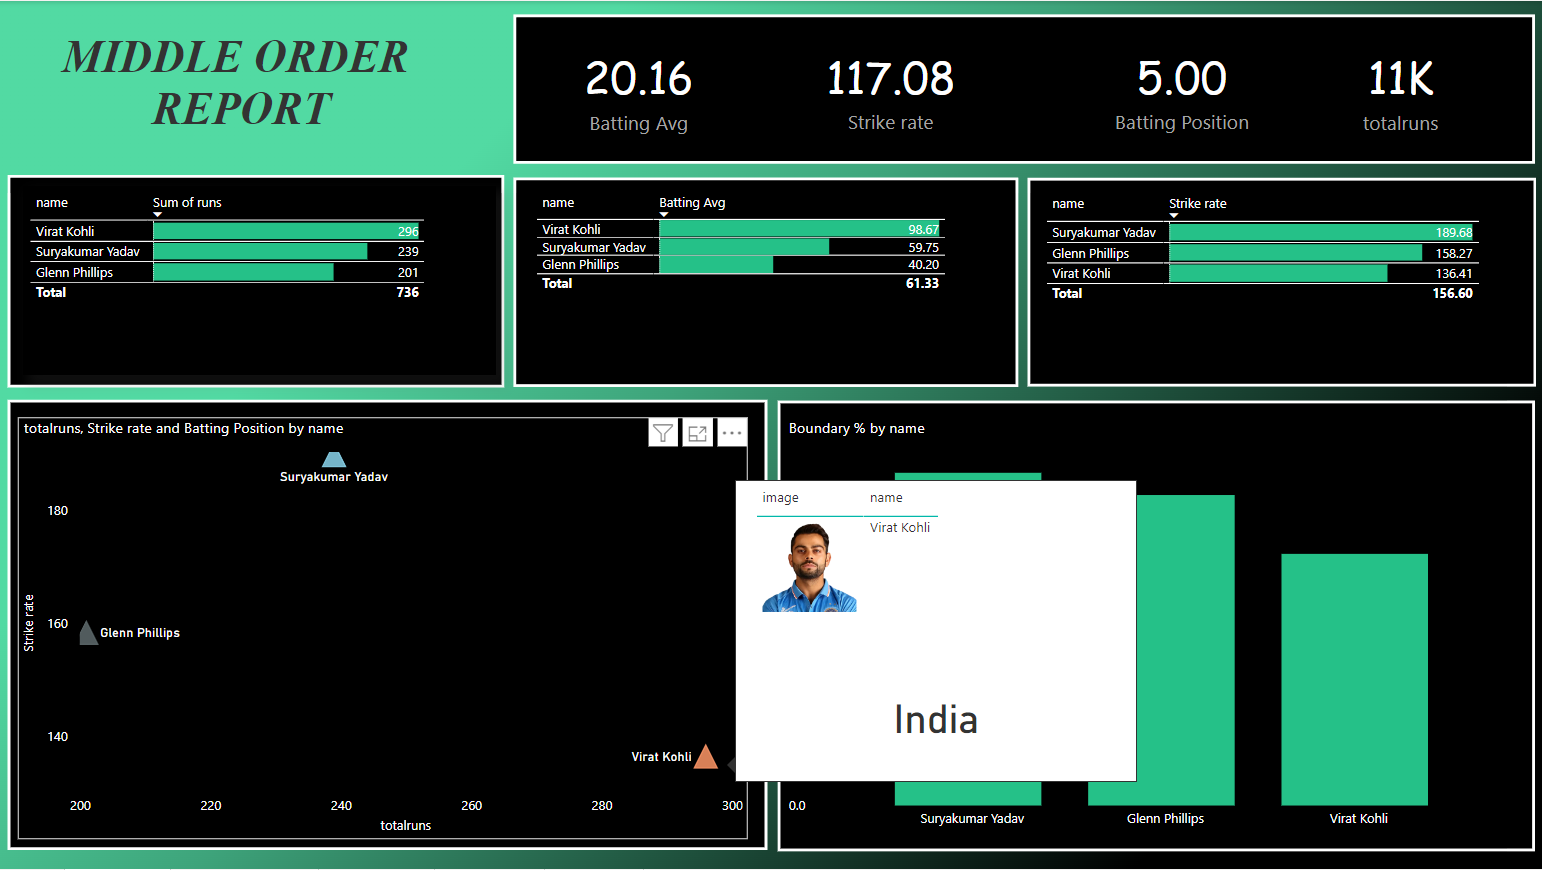 MIDDLE ORDER
REPORT
20.16
Batting Avg
117.08
Strike rate
5.00
Batting Position
11K
totalruns
name Sum of runs
Virat Kohli 296
Suryakumar Yadav 239
Glenn Phillips 201
Total 736
name Batting Avg
Virat Kohli 98.67
Suryakumar Yadav 59.75
Glenn Phillips 40.20
Total 61.33
name Strike rate
Suryakumar Yadav 189.68
Glenn Phillips 158.27
Virat Kohli 136.41
Total 156.60
totalruns, Strike rate and Batting Position by name
Suryakumar Yadav
180
Strike rate
160
Glenn Phillips
140
Virat Kohli
200 220 240 260 280 300
totalruns
Boundary % by name
image name
Virat Kohli
India
0.0
Suryakumar Yadav Glenn Phillips Virat Kohli